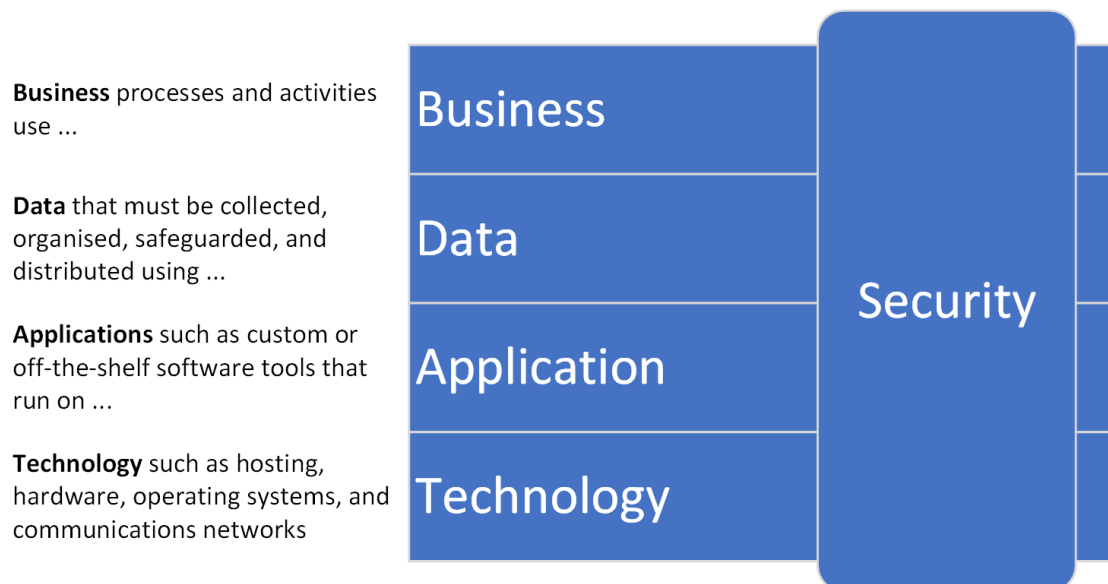 Business processes and activities
use ...
Business
Data that must be collected,
organised, safeguarded, and
distributed using ...
Data
Applications such as custom or
off-the-shelf software tools that
run on ...
Application
Technology such as hosting,
hardware, operating systems, and
communications networks
Technology
Security